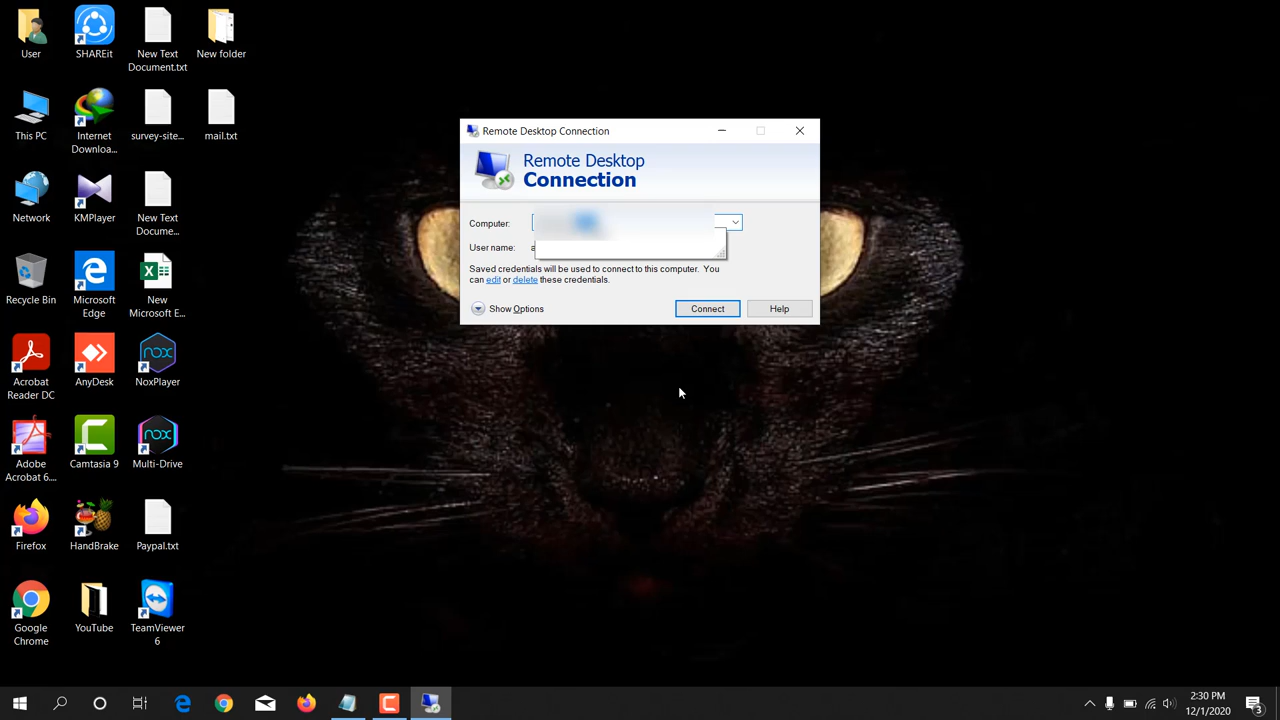 User
SHAREit
New Text
Document.txt
New folder
This PC
Internet
Downloa...
survey-site...
mail.txt
Network
KMPlayer
New Text
Docume...
Recycle Bin
Microsoft
Edge
New
Microsoft E...
Acrobat
Reader DC
AnyDesk
NoxPlayer
Adobe
Acrobat 6....
Camtasia 9
Multi-Drive
Firefox
HandBrake
Paypal.txt
Google
Chrome
YouTube
TeamViewer
6
Remote Desktop Connection
Remote Desktop
Connection
Computer:
User name:
Saved credentials will be used to connect to this computer. You
can edit or delete these credentials.
Show Options
Connect
Help
2:30 PM
12/1/2020
3